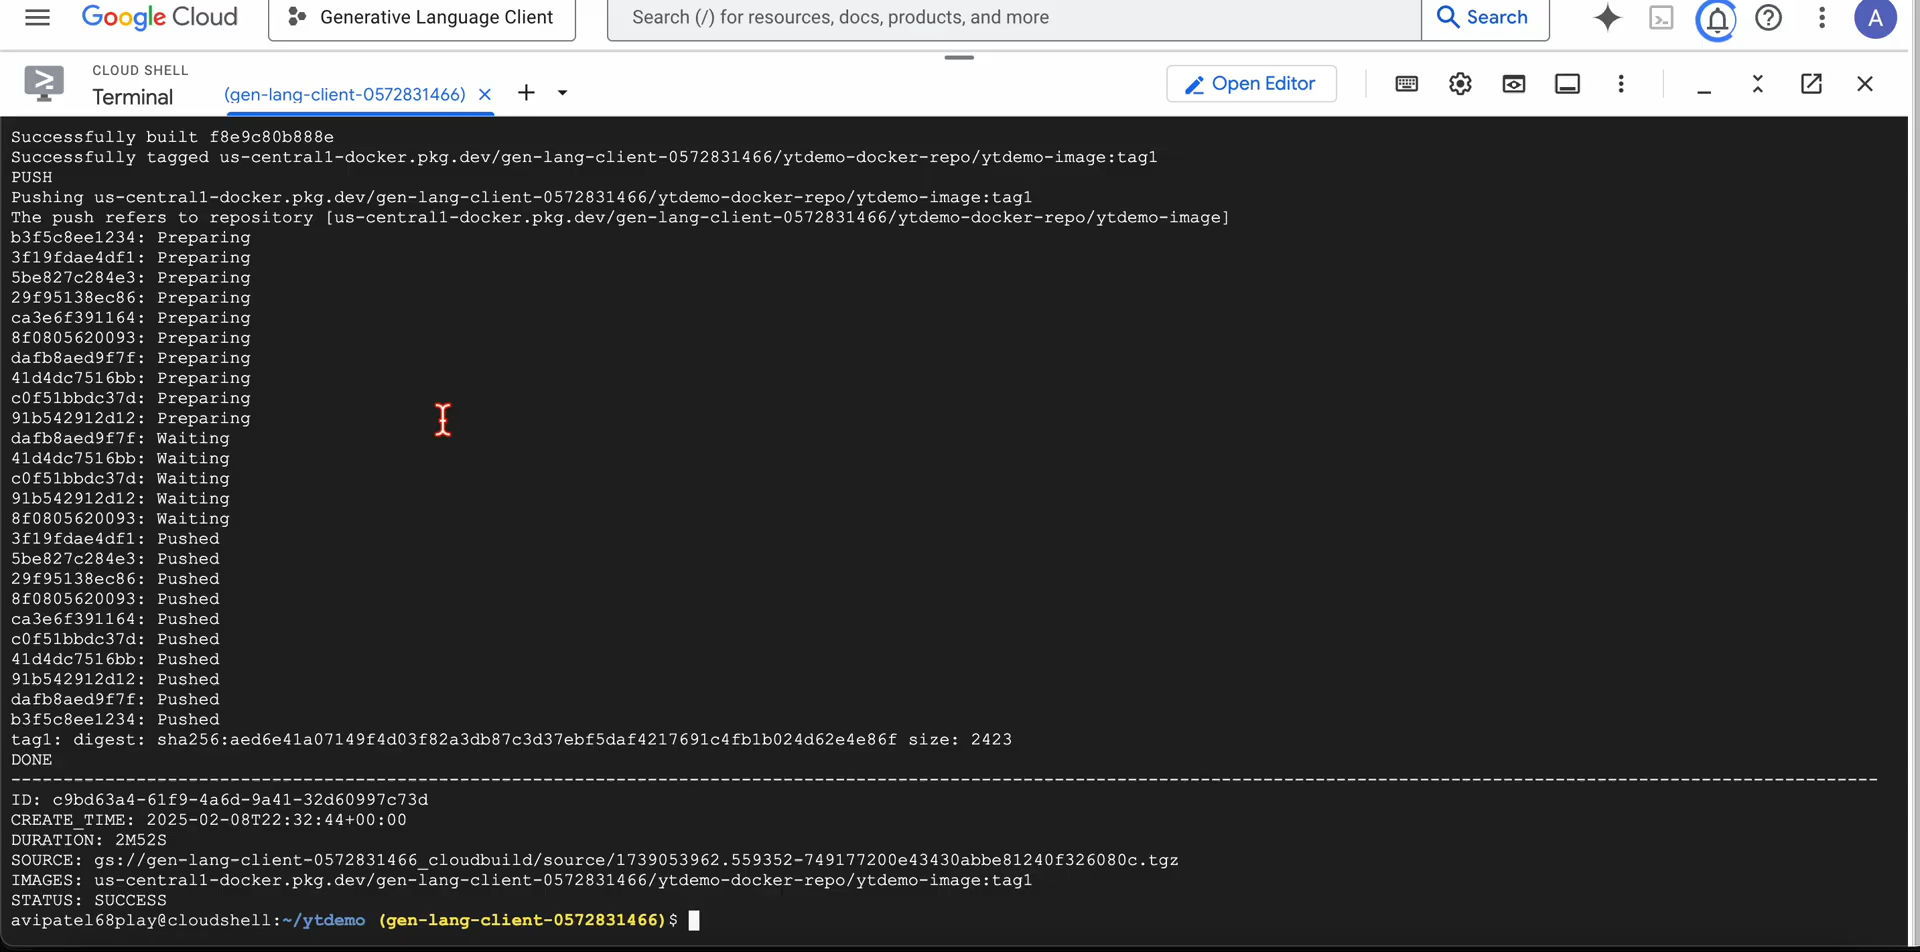 Google Cloud
Generative Language Client
Search (/) for resources, docs, products, and more
Search
A
CLOUD SHELL
Terminal
(gen-lang-client-0572831466)
Open Editor
Successfully built f8e9c80b888e
Successfully tagged us-central1-docker.pkg.dev/gen-lang-client-0572831466/ytdemo-docker-repo/ytdemo-image:tag1
PUSH
Pushing us-central1-docker.pkg.dev/gen-lang-client-0572831466/ytdemo-docker-repo/ytdemo-image:tag1
The push refers to repository [us-central1-docker.pkg.dev/gen-lang-client-0572831466/ytdemo-docker-repo/ytdemo-image]
b3f5c8ee1234: Preparing
3f19fdae4df1: Preparing
5be827c284e3: Preparing
29f95138ec86: Preparing
ca3e6f391164: Preparing
8f0805620093: Preparing
dafb8aed9f7f: Preparing
41d4dc7516bb: Preparing
c0f51bbdc37d: Preparing
91b542912d12: Preparing
dafb8aed9f7f: Waiting
41d4dc7516bb: Waiting
c0f51bbdc37d: Waiting
91b542912d12: Waiting
8f0805620093: Waiting
3f19fdae4df1: Pushed
5be827c284e3: Pushed
29f95138ec86: Pushed
8f0805620093: Pushed
ca3e6f391164: Pushed
c0f51bbdc37d: Pushed
41d4dc7516bb: Pushed
91b542912d12: Pushed
dafb8aed9f7f: Pushed
b3f5c8ee1234: Pushed
tag1: digest: sha256:aed6e41a07149f4d03f82a3db87c3d37ebf5daf4217691c4fb1b024d62e4e86f size: 2423
DONE
--------------------------------------------------------------------------------------------------------------------------------------------------------------------------------------------------------------------
ID: c9bd63a4-61f9-4a6d-9a41-32d60997c73d
CREATE_TIME: 2025-02-08T22:32:44+00:00
DURATION: 2M52S
SOURCE: gs://gen-lang-client-0572831466_cloudbuild/source/1739053962.559352-749177200e43430abbe81240f326080c.tgz
IMAGES: us-central1-docker.pkg.dev/gen-lang-client-0572831466/ytdemo-docker-repo/ytdemo-image:tag1
STATUS: SUCCESS
avipatel68play@cloudshell:~/ytdemo (gen-lang-client-0572831466)$